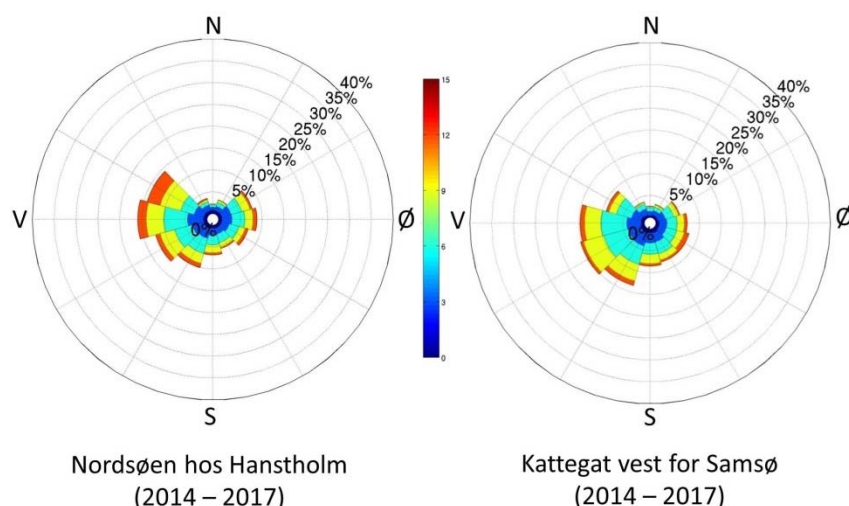 N
40%
35%
30%
25%
20%
15%
10%
5%
0%
V
Ø
S
15
12
9
6
3
0
N
40%
35%
30%
25%
20%
15%
10%
5%
0%
V
Ø
S
Nordsøen hos Hanstholm
(2014 – 2017)
Kattegat vest for Samsø
(2014 – 2017)